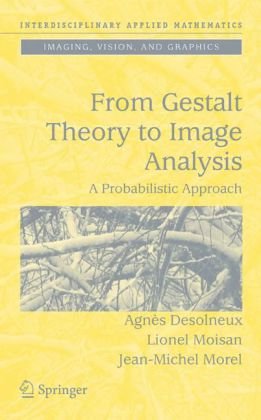 INTERDISCIPLINARY APPLIED MATHEMATICS
IMAGING, VISION, AND GRAPHICS
From Gestalt
Theory to Image
Analysis
A Probabilistic Approach
Agnès Desolneux
Lionel Moisan
Jean-Michel Morel
Springer